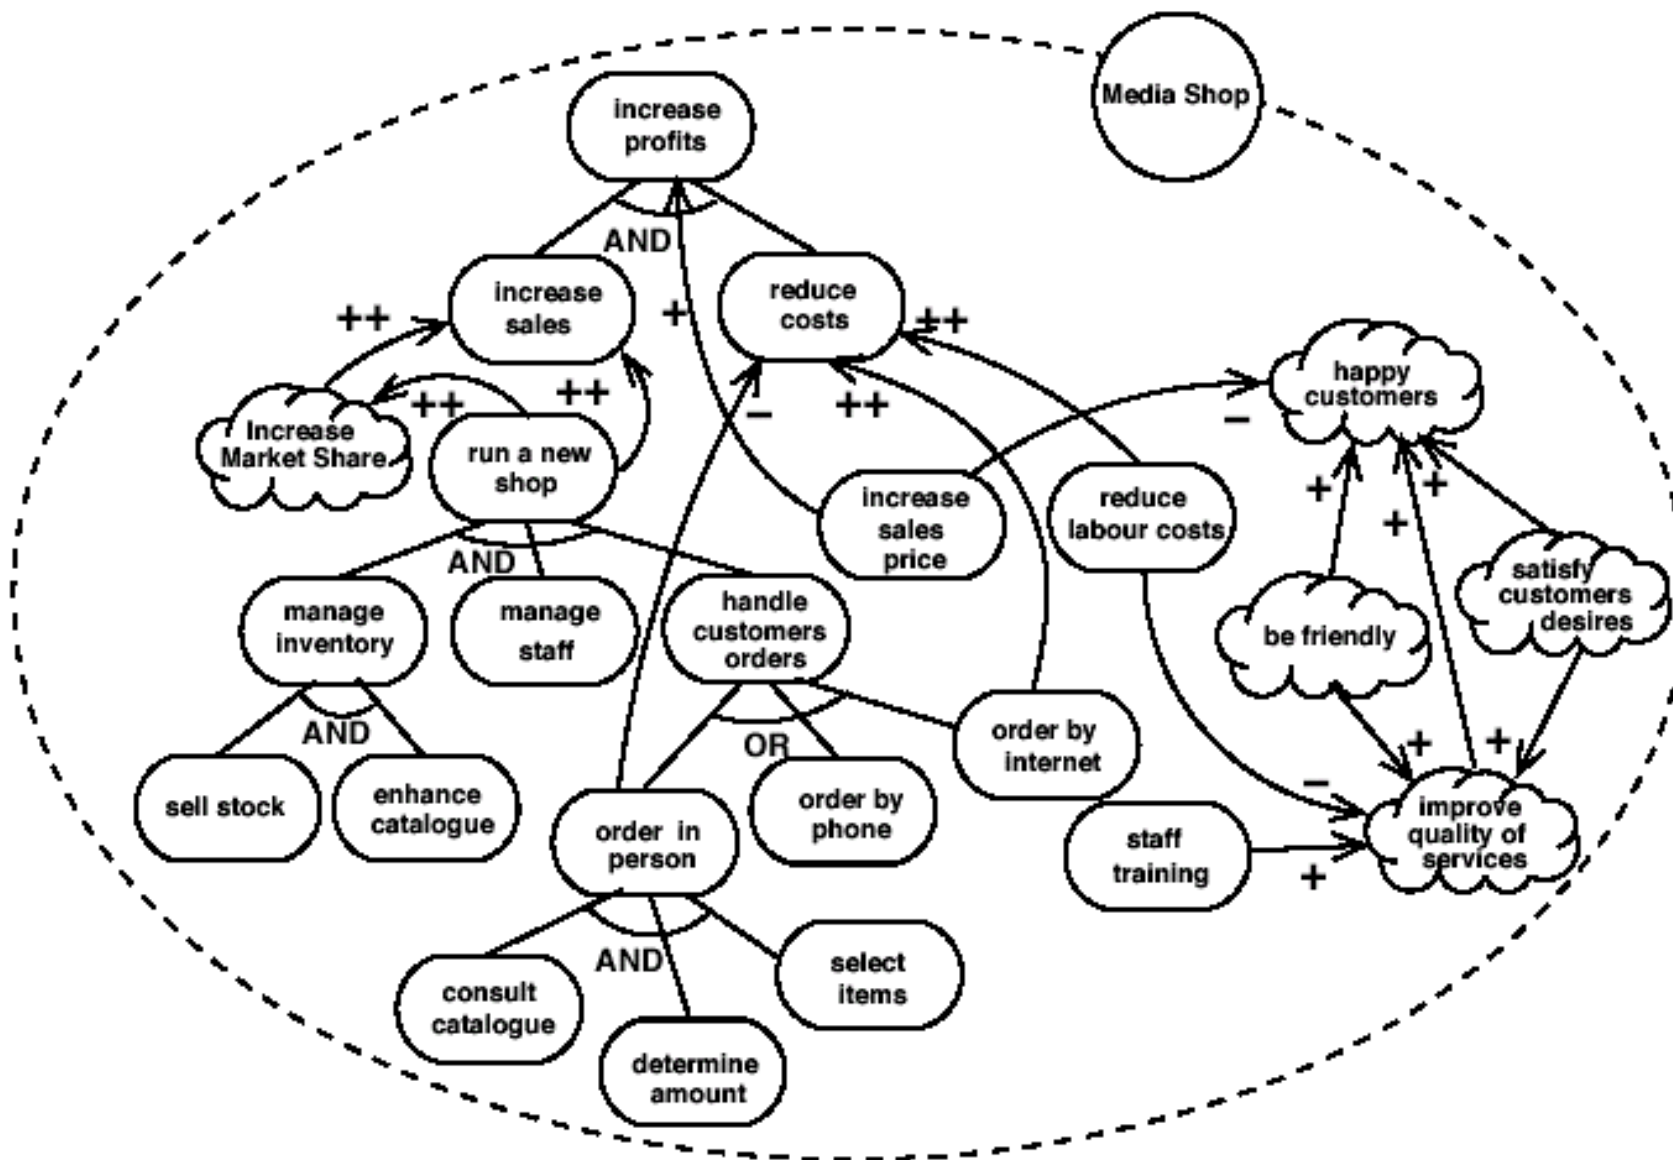 Media Shop
increase
profits
AND
increase
sales
reduce
costs
++
+
++
happy
customers
++
++
–
++
–
Increase
Market Share
run a new
shop
increase
sales
price
reduce
labour costs
+
+
+
AND
manage
inventory
manage
staff
handle
customers
orders
be friendly
satisfy
customers
desires
AND
OR
order by
internet
+
+
–
sell stock
enhance
catalogue
order in
person
order by
phone
staff
training
improve
quality of
services
+
AND
consult
catalogue
select
items
determine
amount